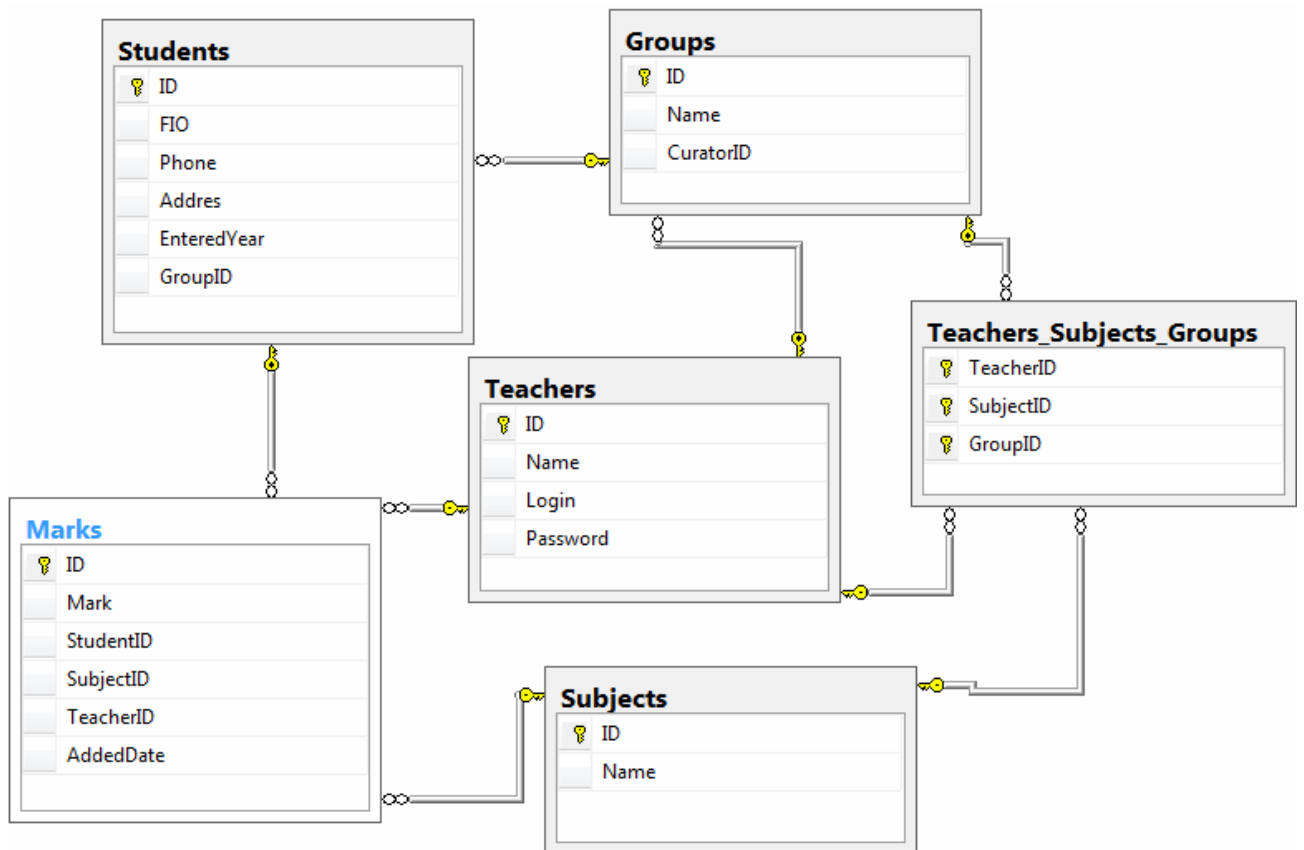 Students
ID
FIO
Phone
Addres
EnteredYear
GroupID
Groups
ID
Name
CuratorID
Teachers_Subjects_Groups
TeacherID
SubjectID
GroupID
Teachers
ID
Name
Login
Password
Marks
ID
Mark
StudentID
SubjectID
TeacherID
AddedDate
Subjects
ID
Name